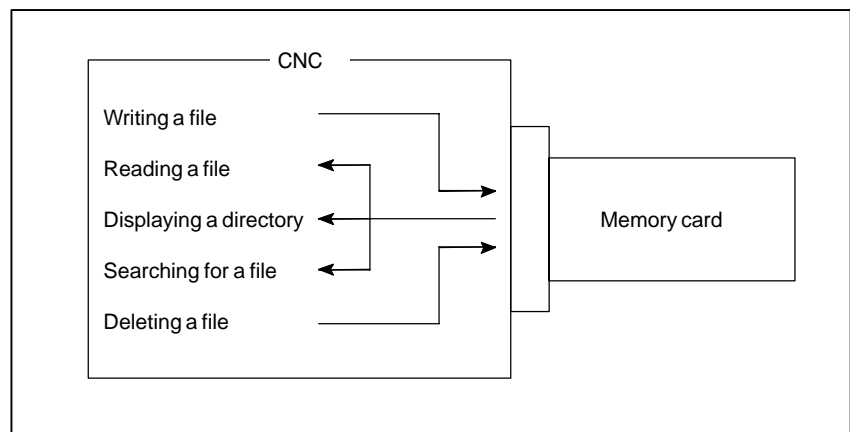 CNC
Writing a file
Reading a file
Displaying a directory
Memory card
Searching for a file
Deleting a file